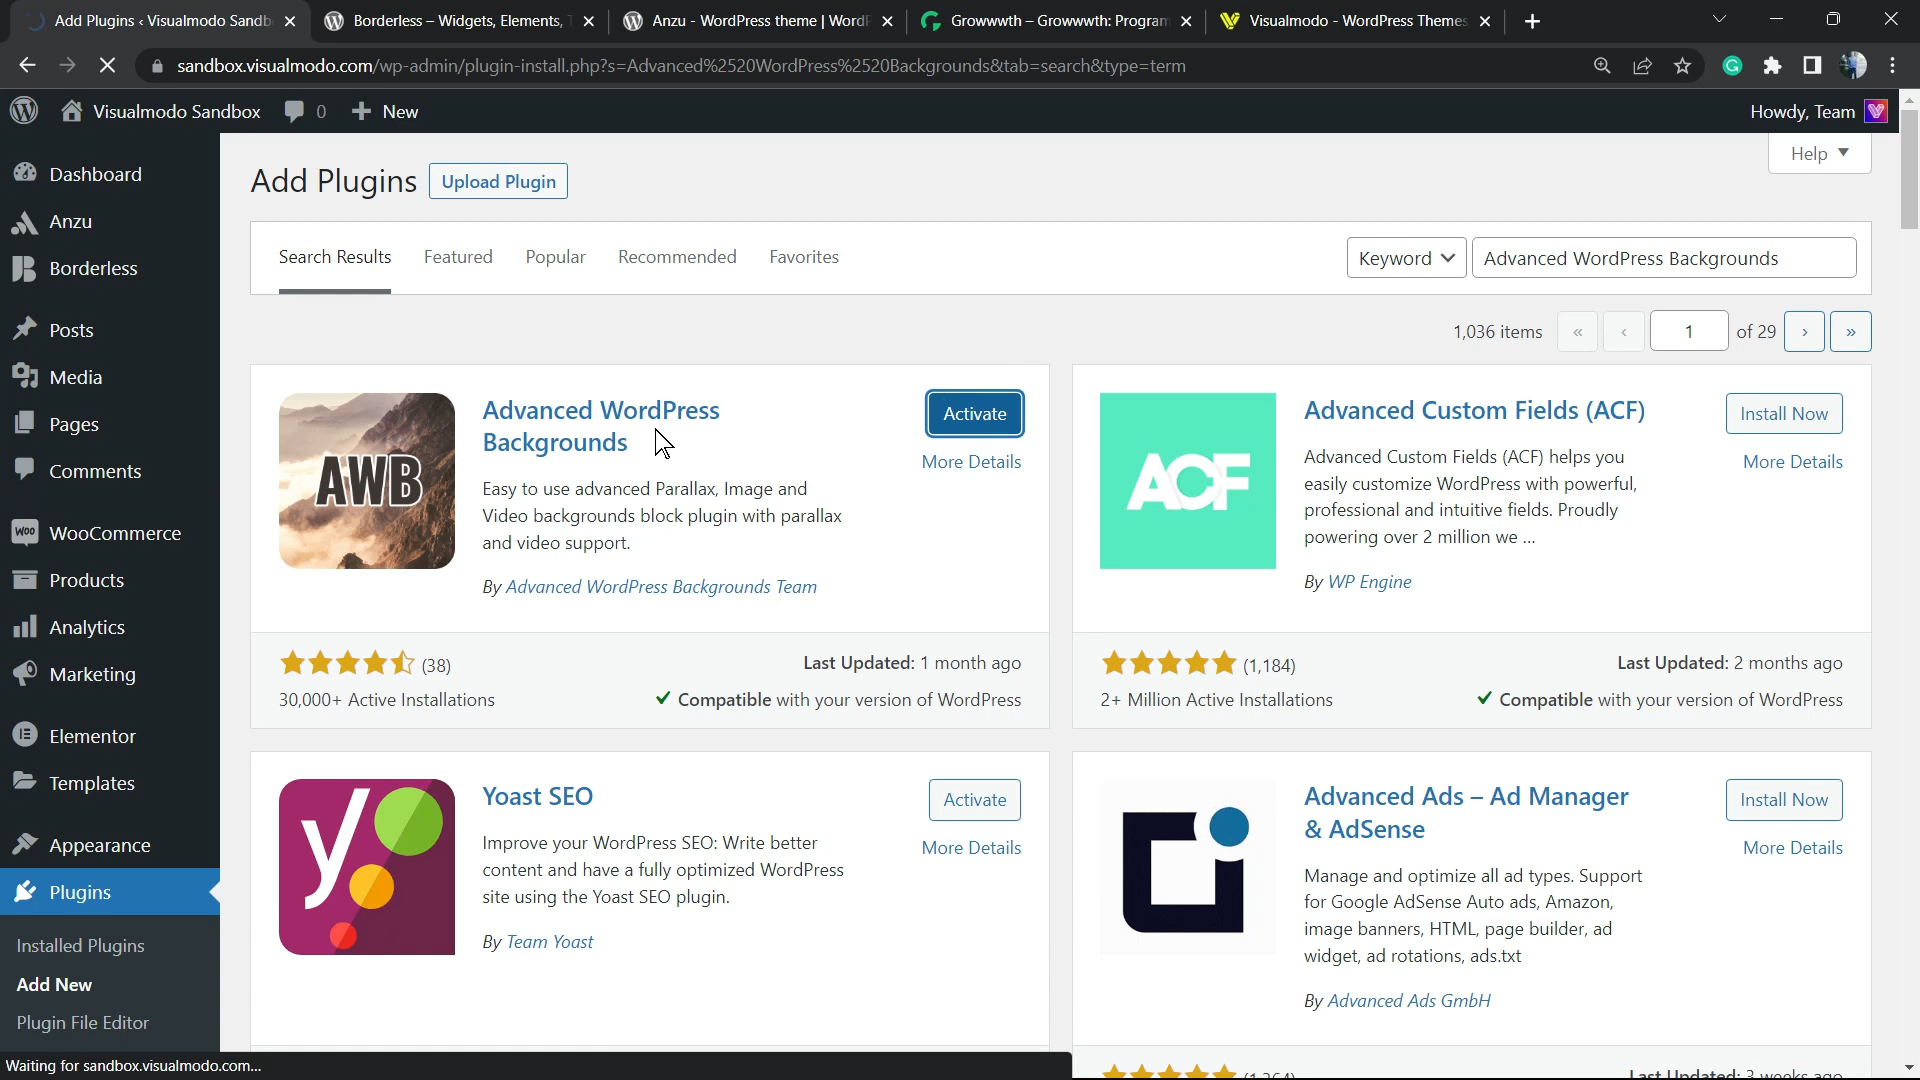 Add Plugins ‹ Visualmodo Sandb
Borderless – Widgets, Elements, T
Anzu - WordPress theme | WordP
Growwwth – Growwwth: Program
Visualmodo - WordPress Themes
sandbox.visualmodo.com/wp-admin/plugin-install.php?s=Advanced%2520WordPress%2520Backgrounds&tab=search&type=term
Visualmodo Sandbox
0
New
Howdy, Team
Help
Dashboard
Anzu
Borderless
Posts
Media
Pages
Comments
WOO
WooCommerce
Products
Analytics
Marketing
Elementor
Templates
Appearance
Plugins
Installed Plugins
Add New
Plugin File Editor
Waiting for sandbox.visualmodo.com...
Add Plugins
Upload Plugin
Search Results
Featured
Popular
Recommended
Favorites
Keyword
Advanced WordPress Backgrounds
1,036 items
«
‹
1
of 29
›
»
AWB
Advanced WordPress
Backgrounds
Activate
More Details
Easy to use advanced Parallax, Image and
Video backgrounds block plugin with parallax
and video support.
By Advanced WordPress Backgrounds Team
(38)
Last Updated: 1 month ago
30,000+ Active Installations
Compatible with your version of WordPress
ACF
Advanced Custom Fields (ACF)
Install Now
More Details
Advanced Custom Fields (ACF) helps you
easily customize WordPress with powerful,
professional and intuitive fields. Proudly
powering over 2 million we ...
By WP Engine
(1,184)
Last Updated: 2 months ago
2+ Million Active Installations
Compatible with your version of WordPress
y
Yoast SEO
Activate
More Details
Improve your WordPress SEO: Write better
content and have a fully optimized WordPress
site using the Yoast SEO plugin.
By Team Yoast
Advanced Ads – Ad Manager
& AdSense
Install Now
More Details
Manage and optimize all ad types. Support
for Google AdSense Auto ads, Amazon,
image banners, HTML, page builder, ad
widget, ad rotations, ads.txt
By Advanced Ads GmbH
(1,264)
Last Updated: 3 weeks ago